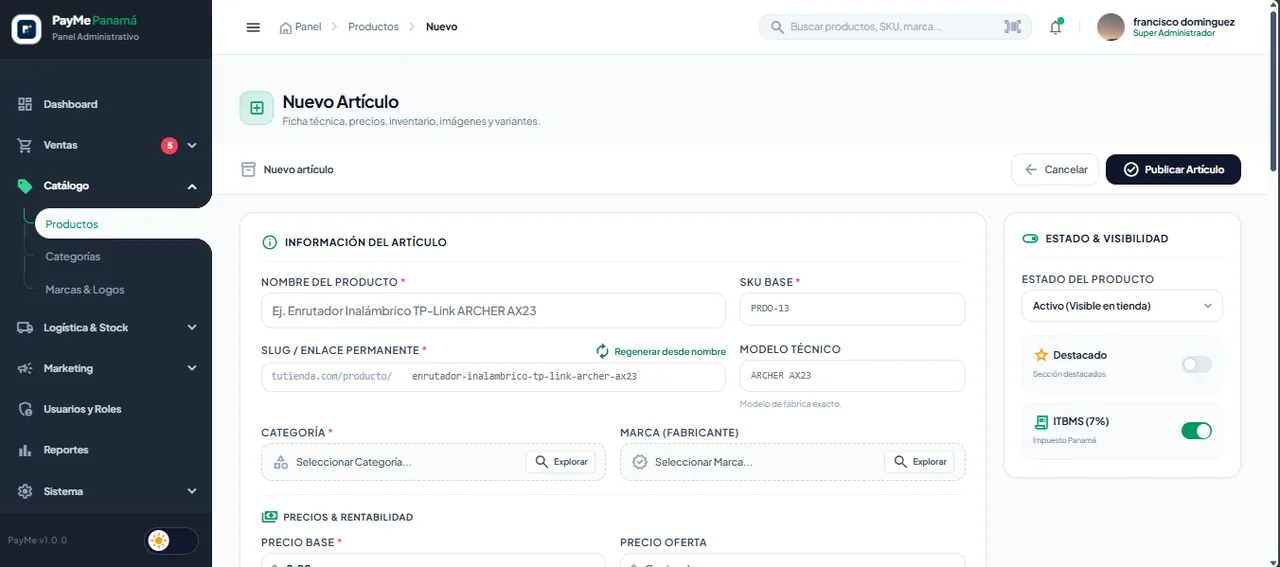 PayMe Panamá
Panel Administrativo
Panel
Productos
Nuevo
Buscar productos, SKU, marca...
francisco dominguez
Super Administrador
Dashboard
Ventas
5
Catálogo
Productos
Categorías
Marcas & Logos
Logística & Stock
Marketing
Usuarios y Roles
Reportes
Sistema
PayMe v1.0.0
Nuevo Artículo
Ficha técnica, precios, inventario, imágenes y variantes.
Nuevo artículo
Cancelar
Publicar Artículo
INFORMACIÓN DEL ARTÍCULO
NOMBRE DEL PRODUCTO *
Ej. Enrutador Inalámbrico TP-Link ARCHER AX23
SKU BASE *
PRDO-13
SLUG / ENLACE PERMANENTE *
Regenerar desde nombre
tutienda.com/producto/ enrutador-inalambrico-tp-link-archer-ax23
MODELO TÉCNICO
ARCHER AX23
Modelo de fábrica exacto.
CATEGORÍA *
Seleccionar Categoría...
Explorar
MARCA (FABRICANTE)
Seleccionar Marca...
Explorar
PRECIOS & RENTABILIDAD
PRECIO BASE *
PRECIO OFERTA
ESTADO & VISIBILIDAD
ESTADO DEL PRODUCTO
Activo (Visible en tienda)
Destacado
Sección destacados
ITBMS (7%)
Impuesto Panamá